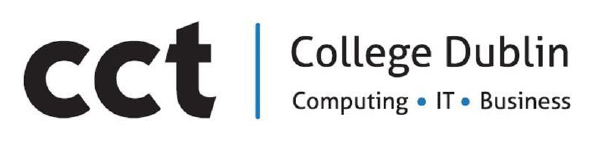 cct
College Dublin
Computing • IT • Business